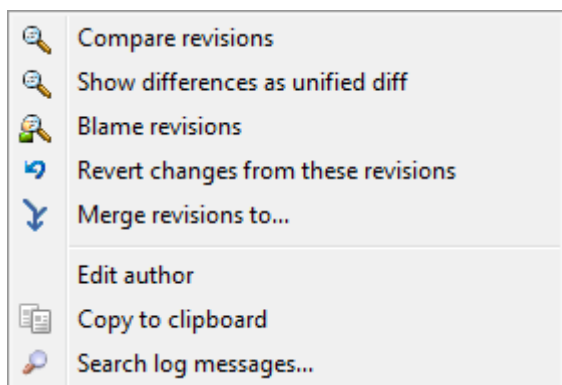 Compare revisions
Show differences as unified diff
Blame revisions
Revert changes from these revisions
Merge revisions to...
Edit author
Copy to clipboard
Search log messages...